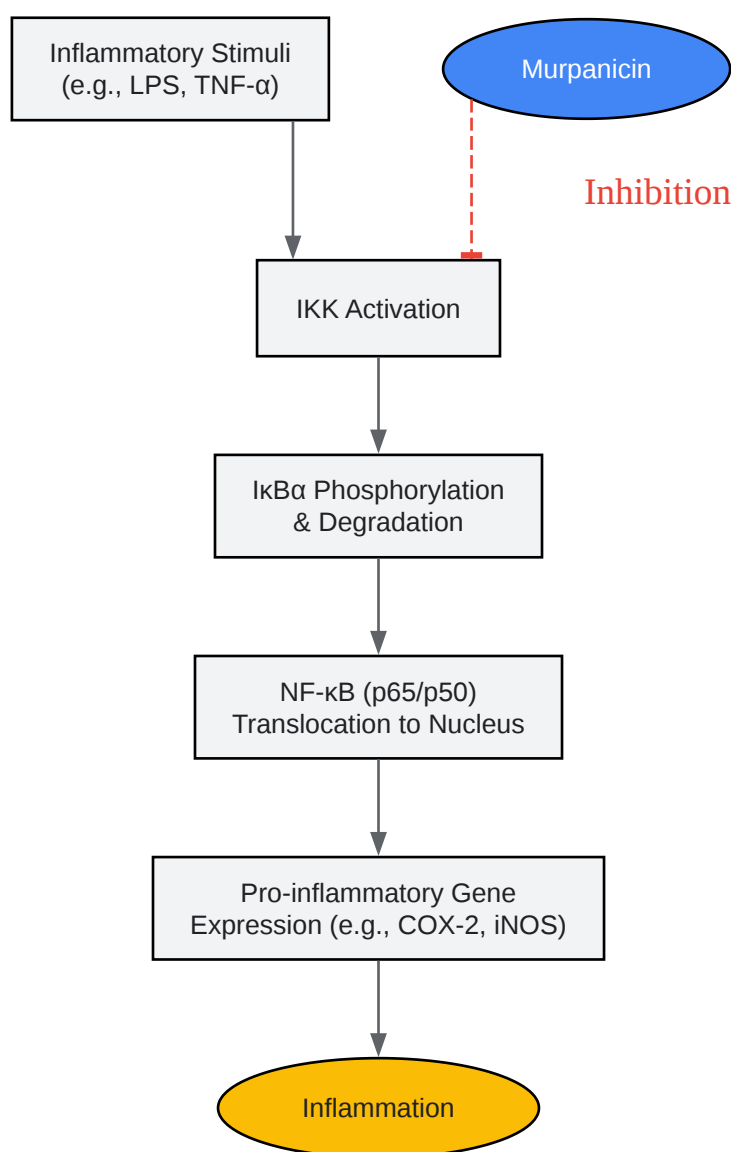 Inflammatory Stimuli
(e.g., LPS, TNF-α)
Murpanicin
Inhibition
IKK Activation
IκBα Phosphorylation
& Degradation
NF-κB (p65/p50)
Translocation to Nucleus
Pro-inflammatory Gene
Expression (e.g., COX-2, iNOS)
Inflammation